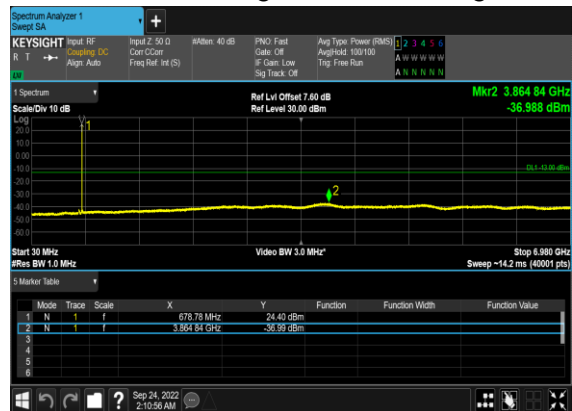 Spectrum Analyzer 1
Swept SA
+
KEYSIGHT Input: RF Input Z: 50 Ω #Atten: 40 dB PNO: Fast Avg Type: Power (RMS) 1 2 3 4 5 6
R T Coupling: DC Corr CCorr Gate: Off Avg|Hold: 100/100 A W W W W W
Align: Auto Freq Ref: Int (S) IF Gain: Low Trig: Free Run
Sig Track: Off A N N N N N
1 Spectrum Ref Lvl Offset 7.60 dB Mkr2 3.864 84 GHz
Scale/Div 10 dB Ref Level 30.00 dBm -36.988 dBm
Log
20.0 1
10.0
0.00
-10.0 DL1 -13.00 dBm
-20.0
-30.0 2
-40.0
-50.0
-60.0
Start 30 MHz Video BW 3.0 MHz* Stop 6.980 GHz
#Res BW 1.0 MHz Sweep ~14.2 ms (40001 pts)
5 Marker Table
Mode Trace Scale X Y Function Function Width Function Value
1 N 1 f 678.78 MHz 24.40 dBm
2 N 1 f 3.864 84 GHz -36.99 dBm
3
4
5
6
? Sep 24, 2022
2:10:56 AM